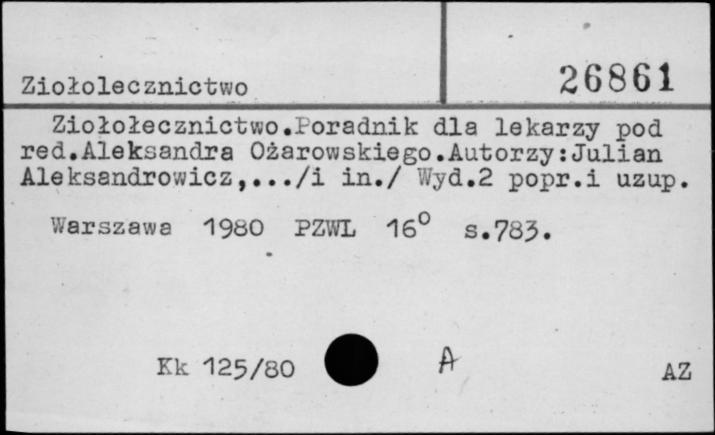 Ziołolecznictwo
26861
Ziołołecznictwo.Poradnik dla lekarzy pod
red.Aleksandra Ożarowskiego.Autorzy:Julian
Aleksandrowicz,.../i in./ Wyd.2 popr.i uzup.
Warszawa 1980 PZWL 16⁰ s.783.
Kk 125/80
A
AZ